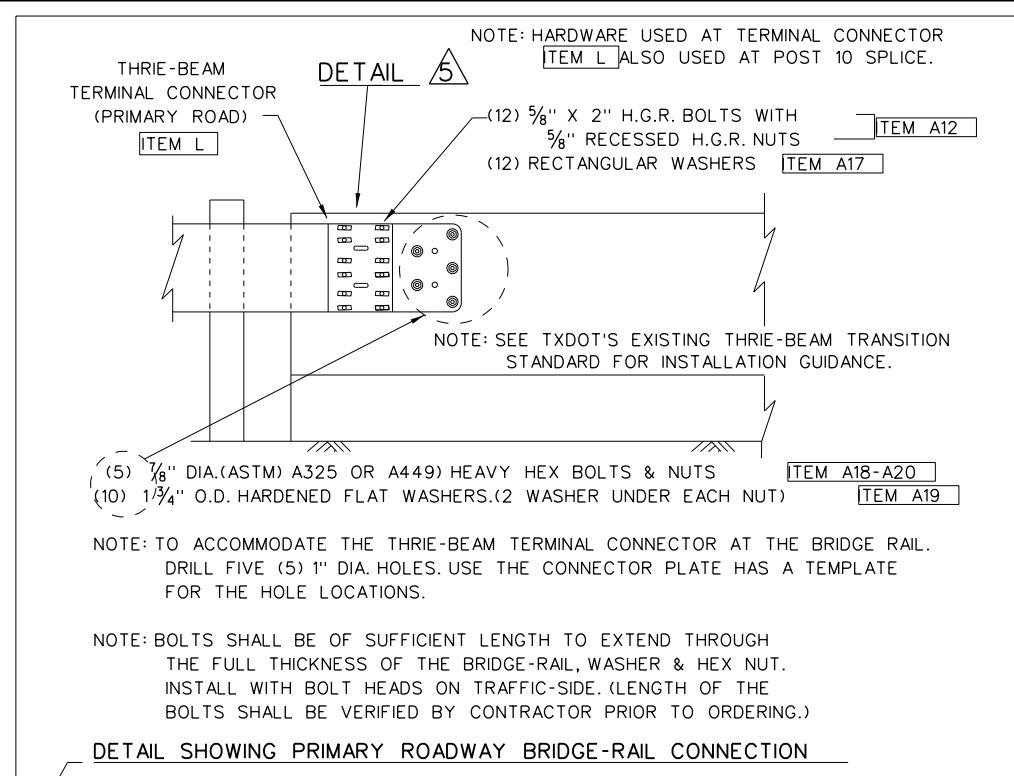 NOTE: HARDWARE USED AT TERMINAL CONNECTOR
ITEM L ALSO USED AT POST 10 SPLICE.
THRIE-BEAM
TERMINAL CONNECTOR
(PRIMARY ROAD)
ITEM L
DETAIL 5
(12) 5/8" X 2" H.G.R. BOLTS WITH
5/8" RECESSED H.G.R. NUTS
ITEM A12
(12) RECTANGULAR WASHERS ITEM A17
NOTE: SEE TXDOT'S EXISTING THRIE-BEAM TRANSITION
STANDARD FOR INSTALLATION GUIDANCE.
(5) 7/8" DIA.(ASTM) A325 OR A449) HEAVY HEX BOLTS & NUTS ITEM A18-A20
(10) 1 3/4" O.D. HARDENED FLAT WASHERS.(2 WASHER UNDER EACH NUT) ITEM A19
NOTE: TO ACCOMMODATE THE THRIE-BEAM TERMINAL CONNECTOR AT THE BRIDGE RAIL.
DRILL FIVE (5) 1" DIA. HOLES. USE THE CONNECTOR PLATE HAS A TEMPLATE
FOR THE HOLE LOCATIONS.
NOTE: BOLTS SHALL BE OF SUFFICIENT LENGTH TO EXTEND THROUGH
THE FULL THICKNESS OF THE BRIDGE-RAIL, WASHER & HEX NUT.
INSTALL WITH BOLT HEADS ON TRAFFIC-SIDE. (LENGTH OF THE
BOLTS SHALL BE VERIFIED BY CONTRACTOR PRIOR TO ORDERING.)
DETAIL SHOWING PRIMARY ROADWAY BRIDGE-RAIL CONNECTION